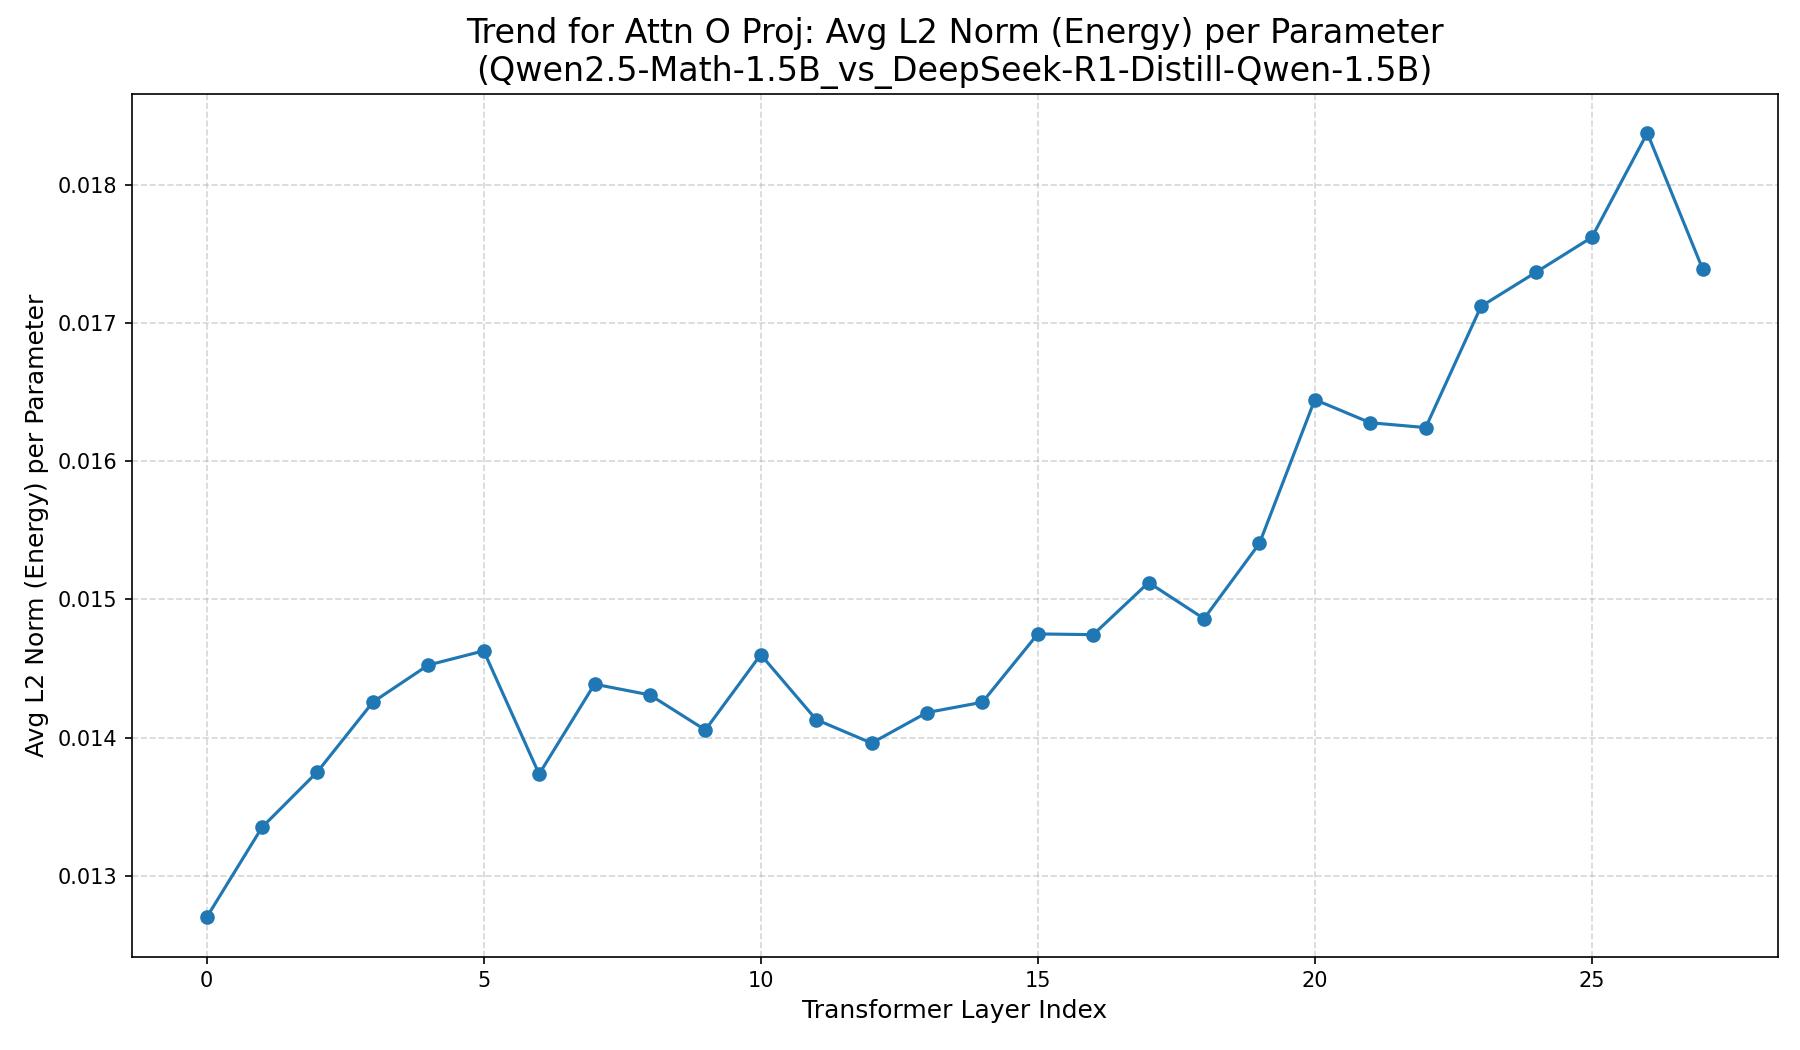 Trend for Attn O Proj: Avg L2 Norm (Energy) per Parameter
(Qwen2.5-Math-1.5B_vs_DeepSeek-R1-Distill-Qwen-1.5B)
Avg L2 Norm (Energy) per Parameter
0.018
0.017
0.016
0.015
0.014
0.013
0 5 10 15 20 25
Transformer Layer Index